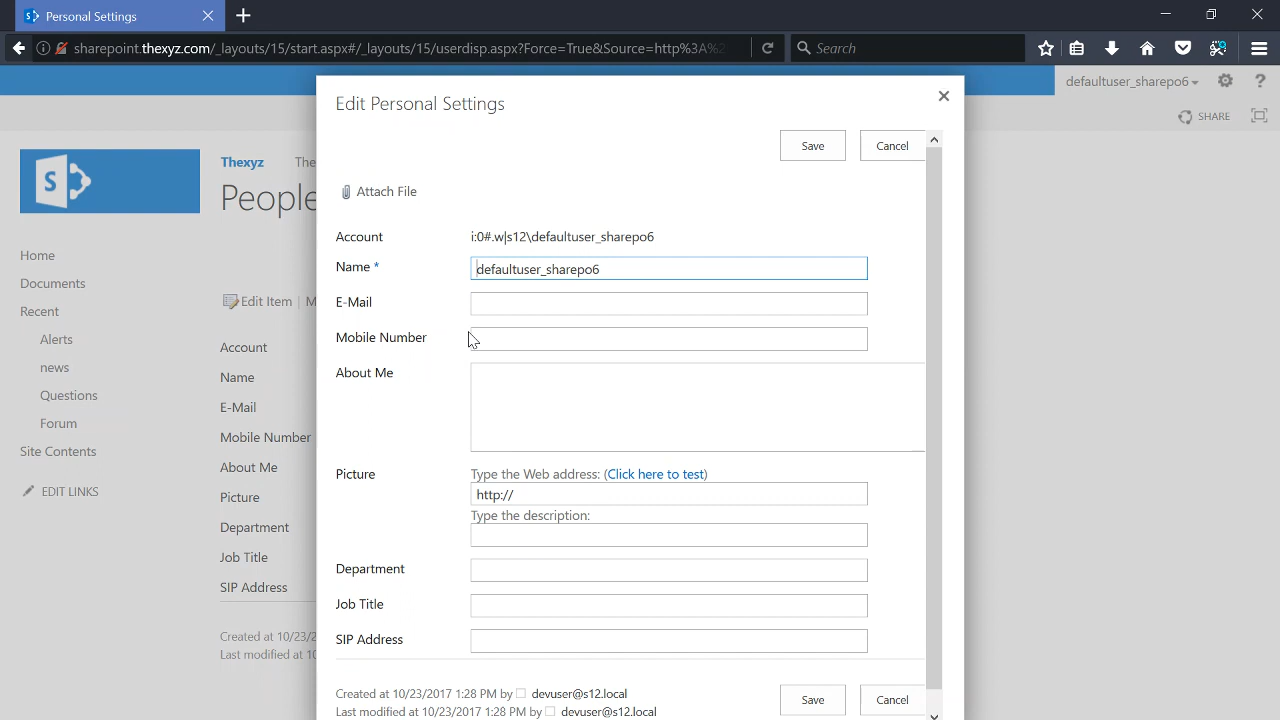 Personal Settings
sharepoint.thexyz.com/_layouts/15/start.aspx#/_layouts/15/userdisp.aspx?Force=True&Source=http%3A%2
Search
defaultuser_sharepo6
?
SHARE
S
Thexyz
The
People
Home
Documents
Recent
Alerts
news
Questions
Forum
Site Contents
EDIT LINKS
Edit Item | M
Account
Name
E-Mail
Mobile Number
About Me
Picture
Department
Job Title
SIP Address
Created at 10/23/2
Last modified at 10
Edit Personal Settings
Save Cancel
Attach File
Account i:0#.w|s12\defaultuser_sharepo6
Name * defaultuser_sharepo6
E-Mail
Mobile Number
About Me
Picture Type the Web address: (Click here to test)
http://
Type the description:
Department
Job Title
SIP Address
Created at 10/23/2017 1:28 PM by devuser@s12.local
Last modified at 10/23/2017 1:28 PM by devuser@s12.local
Save Cancel